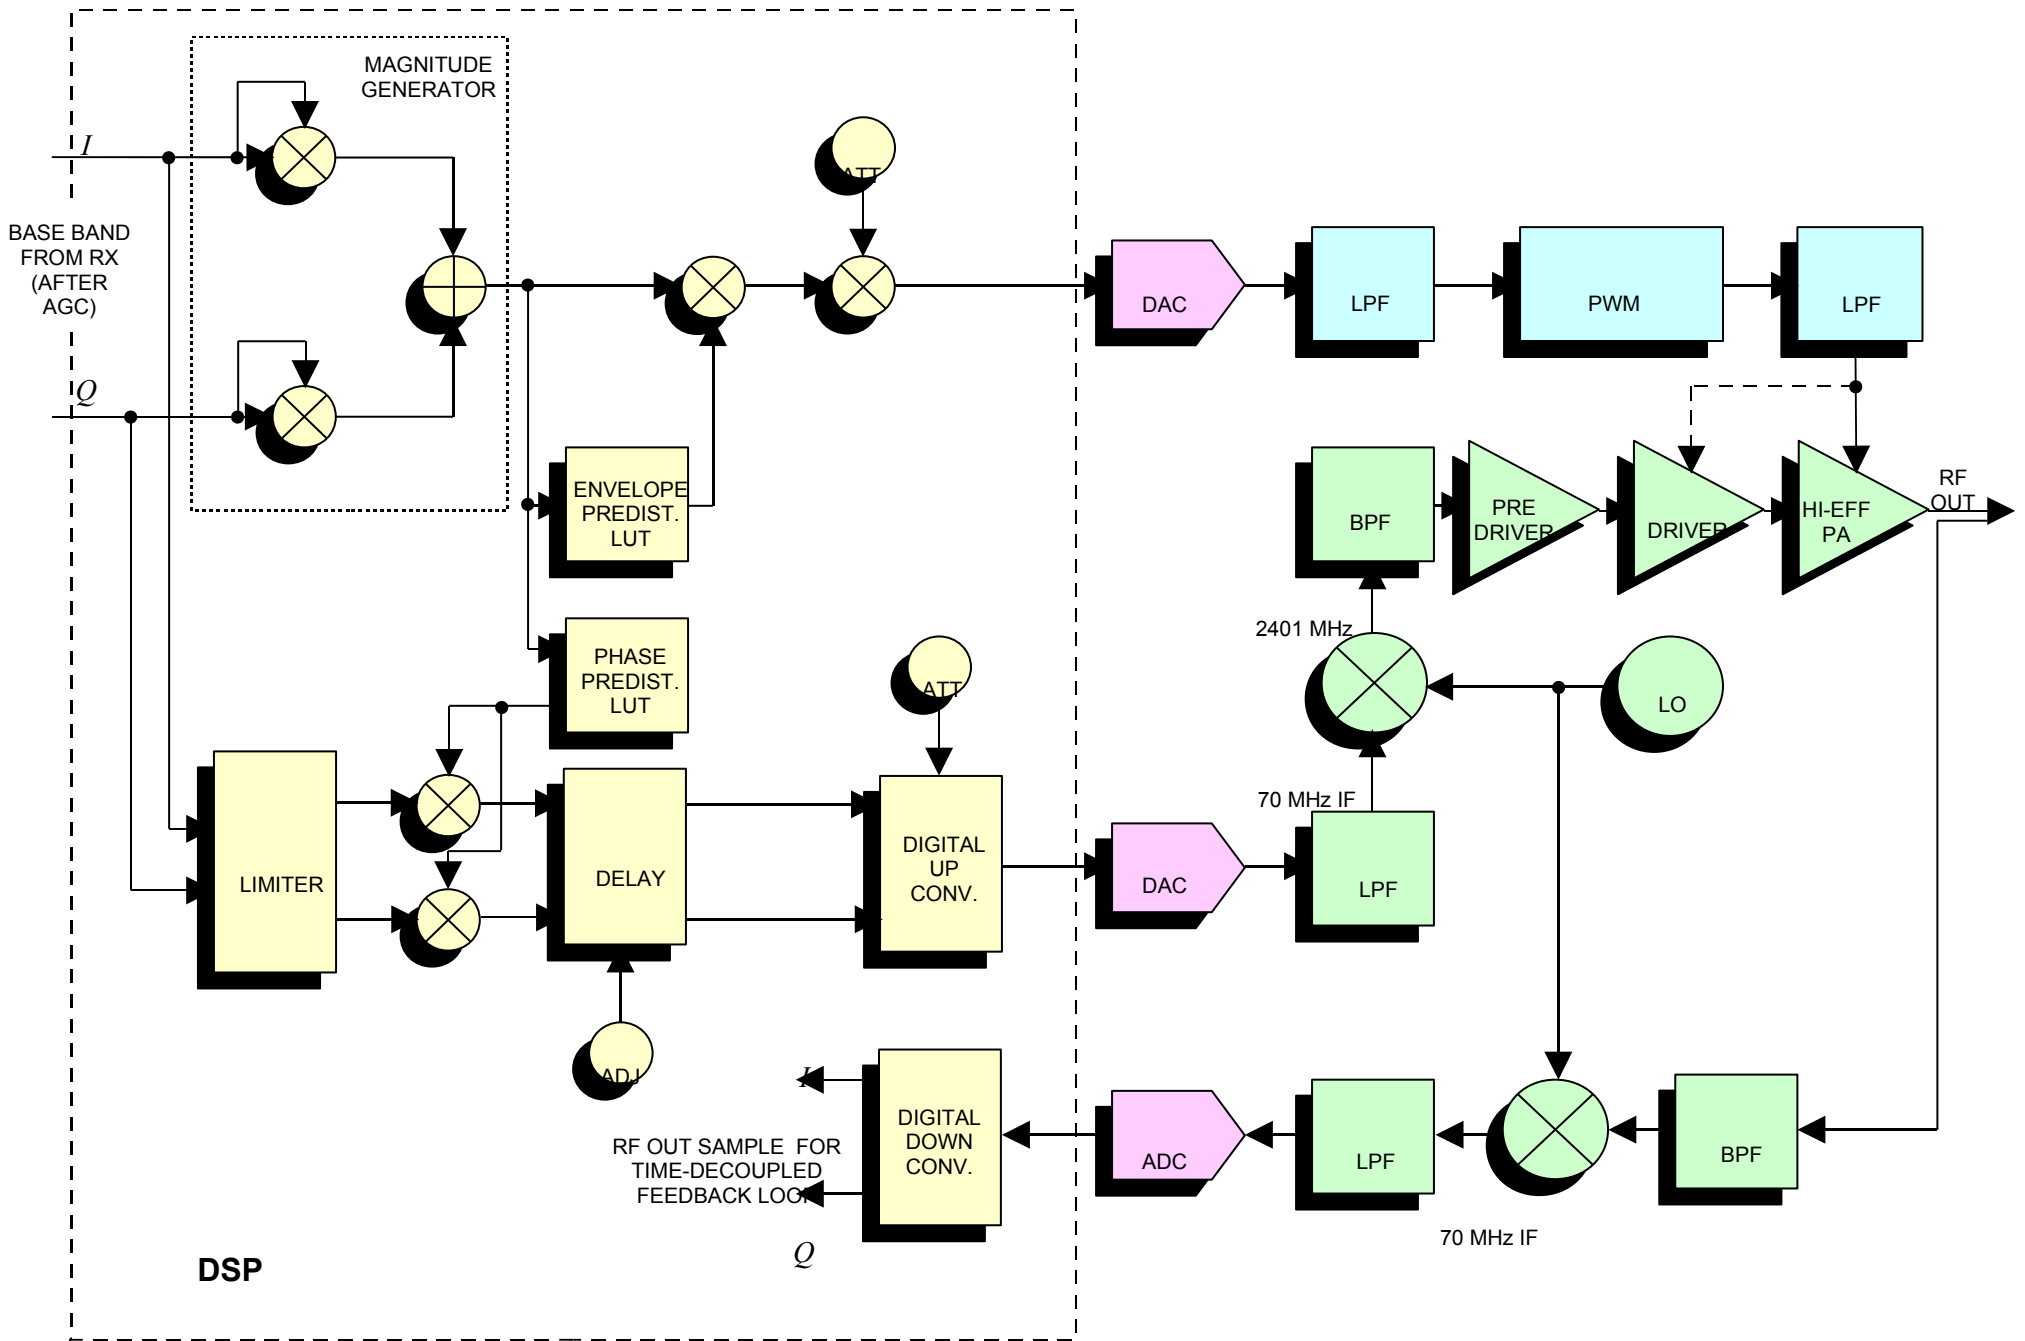 MAGNITUDE
GENERATOR
I
ATT
BASE BAND
FROM RX
(AFTER
AGC)
DAC
LPF
PWM
LPF
Q
ENVELOPE
PREDIST.
LUT
BPF
PRE
DRIVER
DRIVER
HI-EFF
PA
RF
OUT
PHASE
PREDIST.
LUT
ATT
2401 MHz
LO
70 MHz IF
LIMITER
DELAY
DIGITAL
UP
CONV.
DAC
LPF
ADJ
I
DIGITAL
DOWN
CONV.
ADC
LPF
BPF
RF OUT SAMPLE FOR
TIME-DECOUPLED
FEEDBACK LOOP
70 MHz IF
Q
DSP